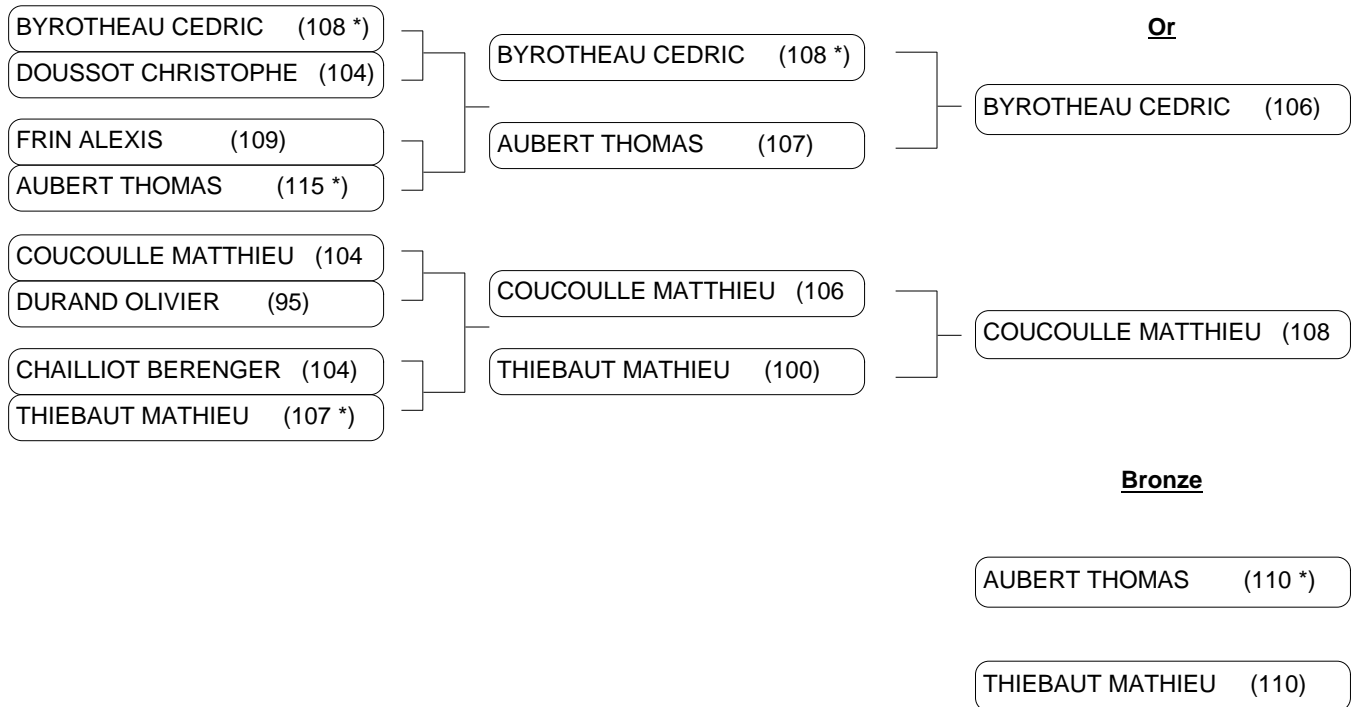 BYROTHEAU CEDRIC (108 *)
DOUSSOT CHRISTOPHE (104)
FRIN ALEXIS (109)
AUBERT THOMAS (115 *)
COUCOULLE MATTHIEU (104
DURAND OLIVIER (95)
CHAILLIOT BERENGER (104)
THIEBAUT MATHIEU (107 *)
BYROTHEAU CEDRIC (108 *)
AUBERT THOMAS (107)
COUCOULLE MATTHIEU (106
THIEBAUT MATHIEU (100)
Or
BYROTHEAU CEDRIC (106)
COUCOULLE MATTHIEU (108
Bronze
AUBERT THOMAS (110 *)
THIEBAUT MATHIEU (110)